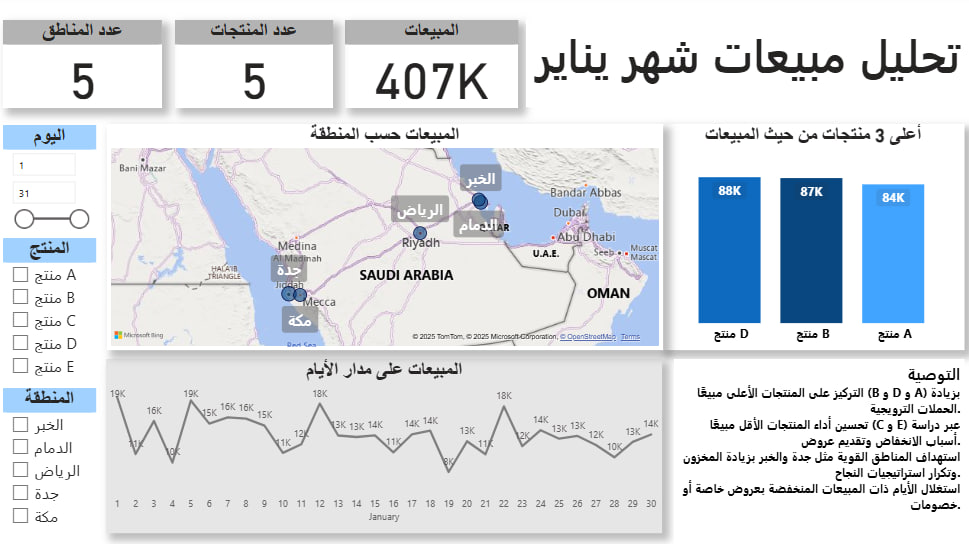 تحليل مبيعات شهر يناير
المبيعات
407K
عدد المنتجات
5
عدد المناطق
5
أعلى 3 منتجات من حيث المبيعات
88K
87K
84K
منتج D
منتج B
منتج A
المبيعات حسب المنطقة
Bani Mazar
الخبر
الرياض
الدمام
جدة
مكة
Bandar Abbas
Dubai
Abu Dhabi
Muscat
Seeb
Muscat
U.A.E.
OMAN
Riyadh
SAUDI ARABIA
Medina
Al Madinah
HALA'IB
TRIANGLE
Jiddah
Mecca
Red Sea
Microsoft Bing
© 2025 TomTom, © 2025 Microsoft Corporation, © OpenStreetMap Terms
اليوم
1
31
المنتج
منتج A
منتج B
منتج C
منتج D
منتج E
المنطقة
الخبر
الدمام
الرياض
جدة
مكة
المبيعات على مدار الأيام
19K 11K 16K 10K 19K 15K 16K 16K 15K 11K 12K 18K 13K 13K 14K 11K 14K 14K 8K 13K 11K 18K 12K 14K 13K 13K 12K 10K 13K 14K
1 2 3 4 5 6 7 8 9 10 11 12 13 14 15 16 17 18 19 20 21 22 23 24 25 26 27 28 29 30
January
التوصية
بزيادة (A و D و B) التركيز على المنتجات الأعلى مبيعًا
.الحملات الترويجية
عبر دراسة (E و C) تحسين أداء المنتجات الأقل مبيعًا
.أسباب الانخفاض وتقديم عروض
استهداف المناطق القوية مثل جدة والخبر بزيادة المخزون
.وتكرار استراتيجيات النجاح
استغلال الأيام ذات المبيعات المنخفضة بعروض خاصة أو
.خصومات